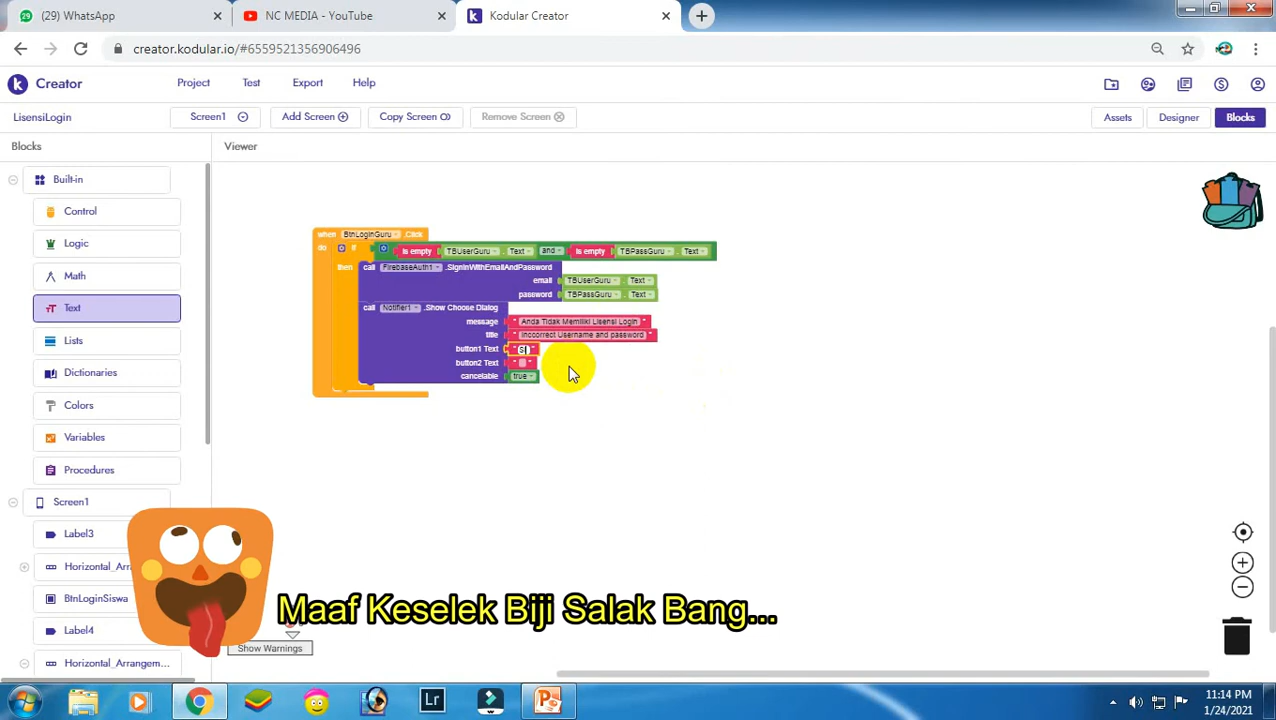 (29) WhatsApp
NC MEDIA - YouTube
Kodular Creator
creator.kodular.io/#6559521356906496
Creator
Project
Test
Export
Help
LisensiLogin
Screen1
Add Screen
Copy Screen
Remove Screen
Assets
Designer
Blocks
Blocks
Viewer
Built-in
Control
Logic
Math
Text
Lists
Dictionaries
Colors
Variables
Procedures
Screen1
Label3
Horizontal_Arr
BtnLoginSiswa
Label4
Horizontal_Arrangem...
when BtnLoginGuru .Click
do if is empty TBUserGuru . Text and is empty TBPassGuru . Text
then call FirebaseAuth1 .SignInWithEmailAndPassword
email TBUserGuru . Text
password TBPassGuru . Text
call Notifier1 .Show Choose Dialog
message " Anda Tidak Memiliki Lisensi Login "
title " Inccorrect Username and password "
button1 Text " S "
button2 Text " "
cancelable true
Maaf Keselek Biji Salak Bang...
Show Warnings
Lr
11:14 PM
1/24/2021